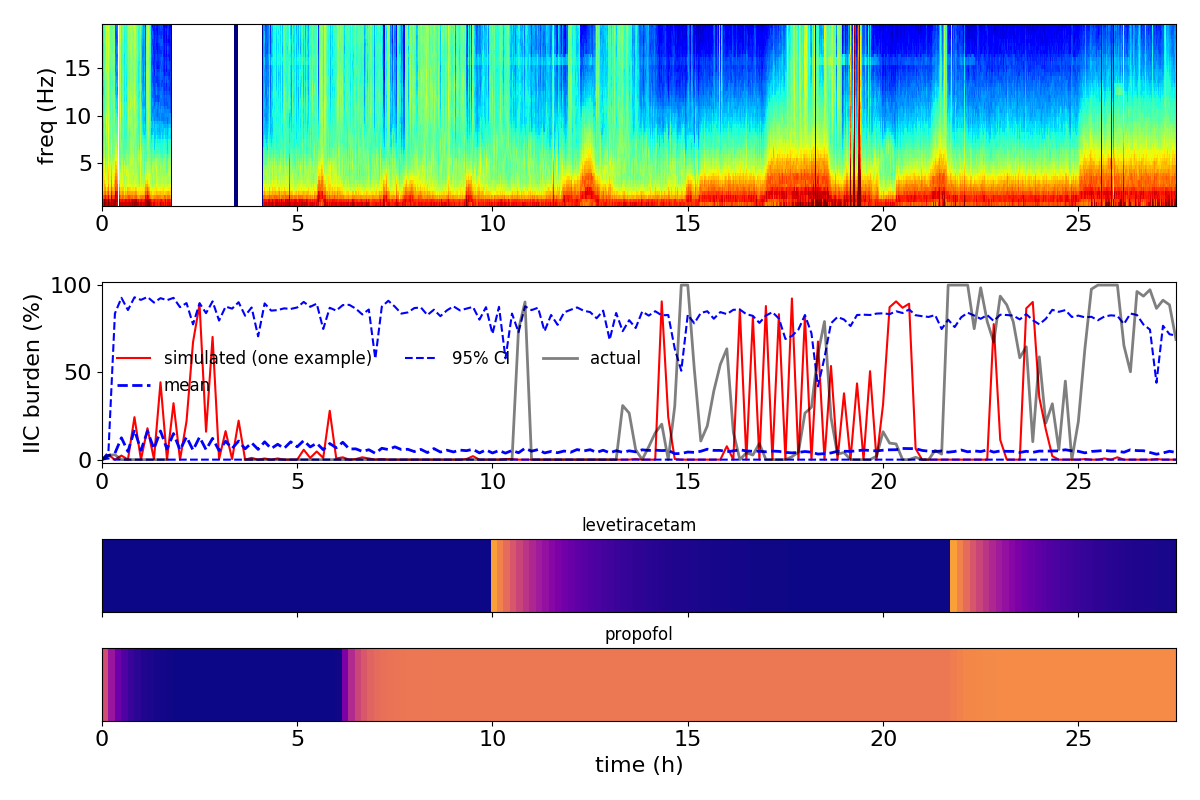 freq (Hz)
15
10
5
0 5 10 15 20 25
IIC burden (%)
100
50
0
simulated (one example) 95% CI actual
mean
0 5 10 15 20 25
levetiracetam
propofol
0 5 10 15 20 25
time (h)